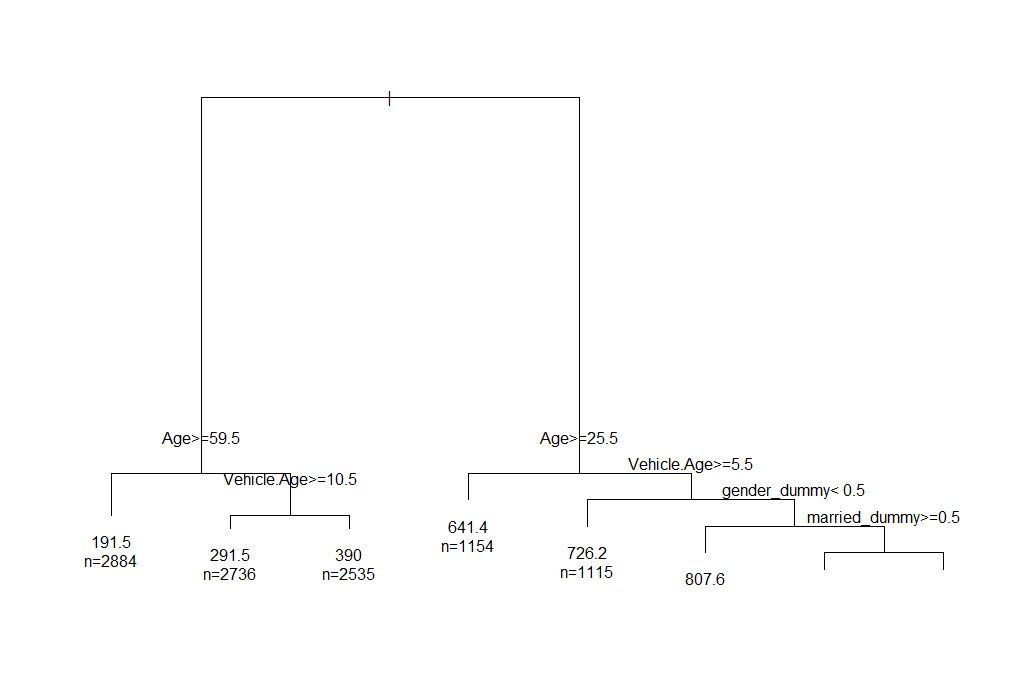 Age>=59.5
Age>=25.5
Vehicle.Age>=10.5
Vehicle.Age>=5.5
gender_dummy< 0.5
married_dummy>=0.5
191.5
n=2884
291.5
n=2736
390
n=2535
641.4
n=1154
726.2
n=1115
807.6